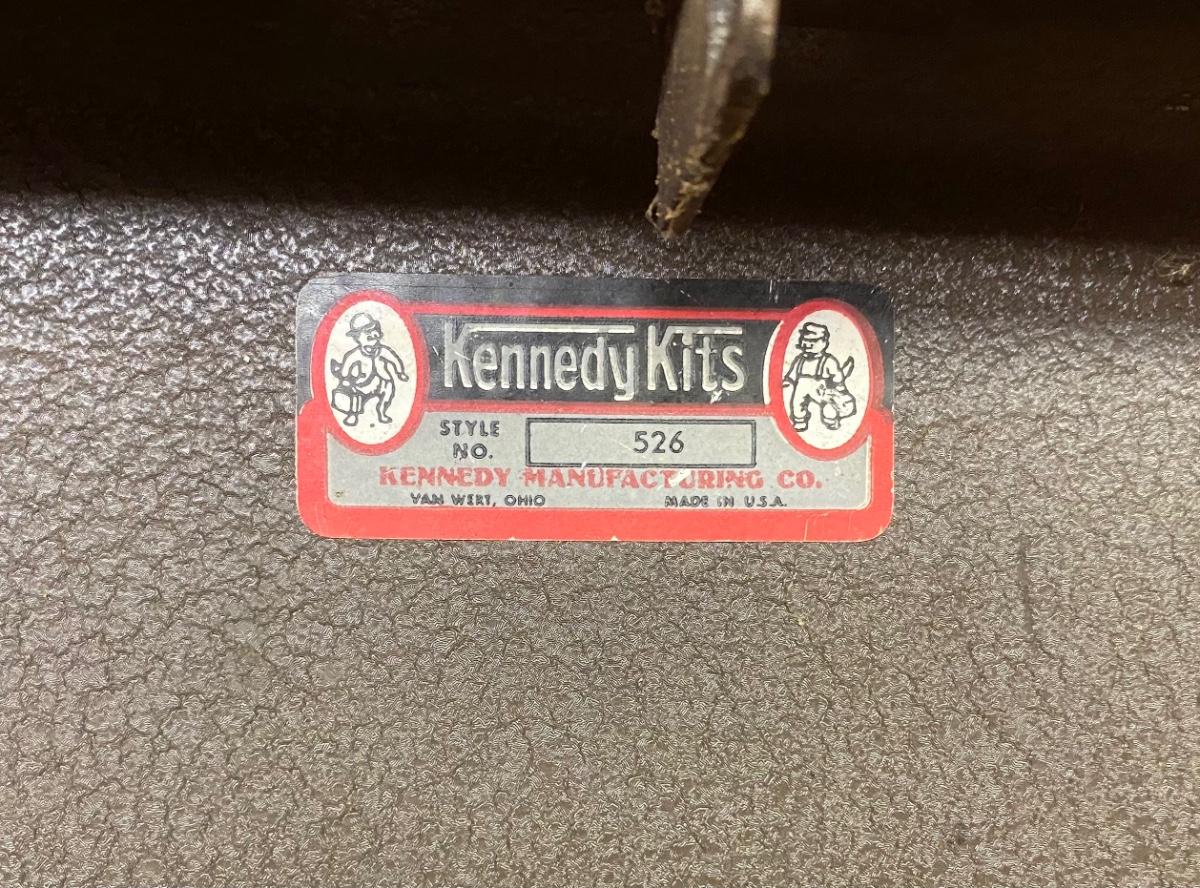 Kennedy Kits
STYLE
NO.
526
KENNEDY MANUFACTURING CO.
VAN WERT, OHIO MADE IN U.S.A.